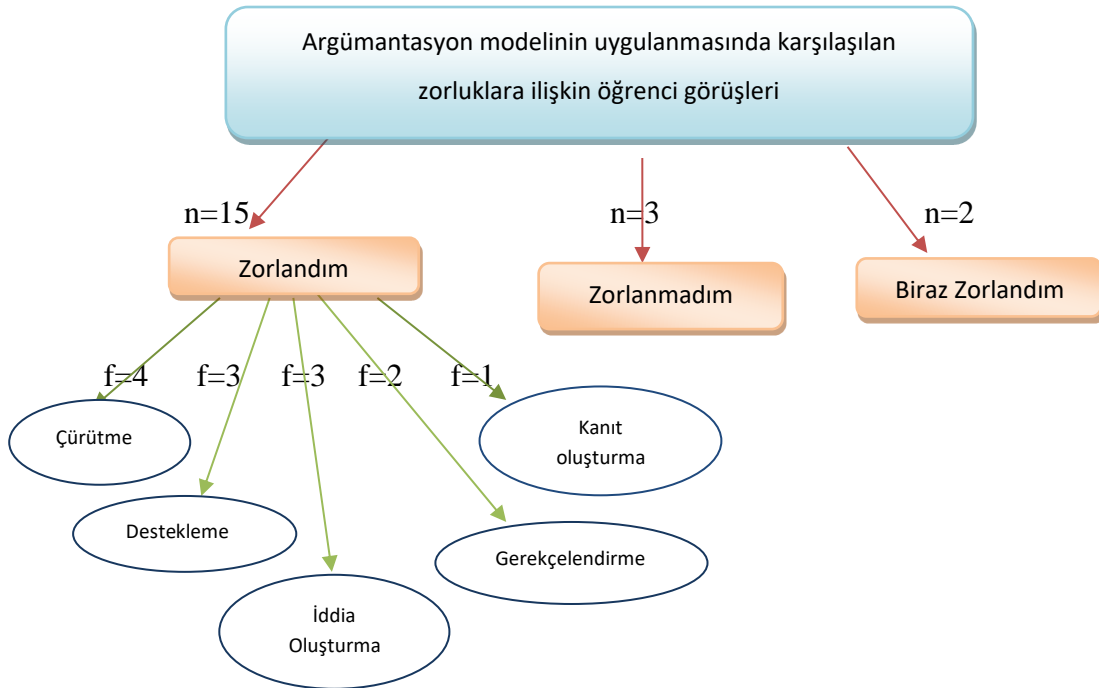 Argümantasyon modelinin uygulanmasında karşılaşılan
zorluklara ilişkin öğrenci görüşleri
n=15
n=3
n=2
Zorlandım
Zorlanmadım
Biraz Zorlandım
f=4
f=3
f=3
f=2
f=1
Çürütme
Kanıt
oluşturma
Destekleme
Gerekçelendirme
İddia
Oluşturma